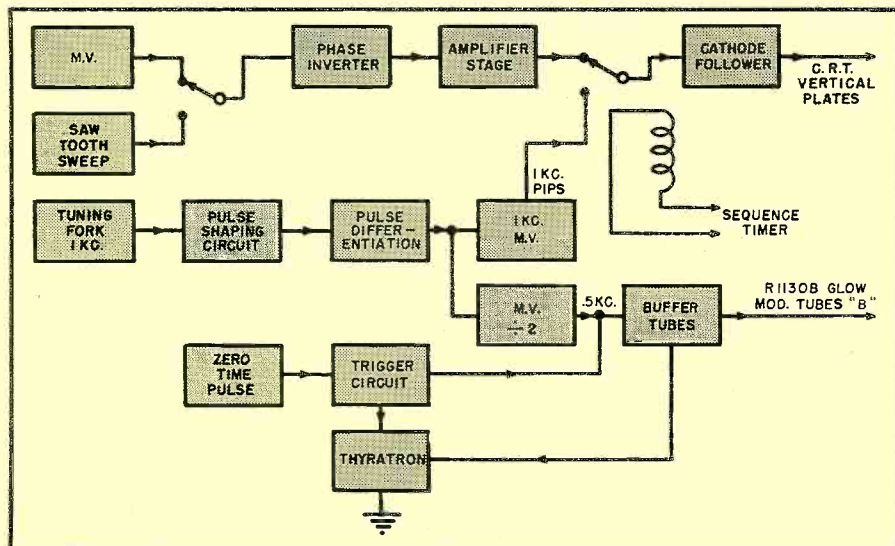 M.V.
PHASE
INVERTER
AMPLIFIER
STAGE
CATHODE
FOLLOWER
C.R.T.
VERTICAL
PLATES
SAW
TOOTH
SWEEP
1 KC.
PIPS
SEQUENCE
TIMER
TUNING
FORK
1 KC.
PULSE
SHAPING
CIRCUIT
PULSE
DIFFER-
ENTIATION
1 KC.
M.V.
M.V.
÷ 2
.5KC.
BUFFER
TUBES
R1130B GLOW
MOD. TUBES "B"
ZERO
TIME
PULSE
TRIGGER
CIRCUIT
THYRATRON